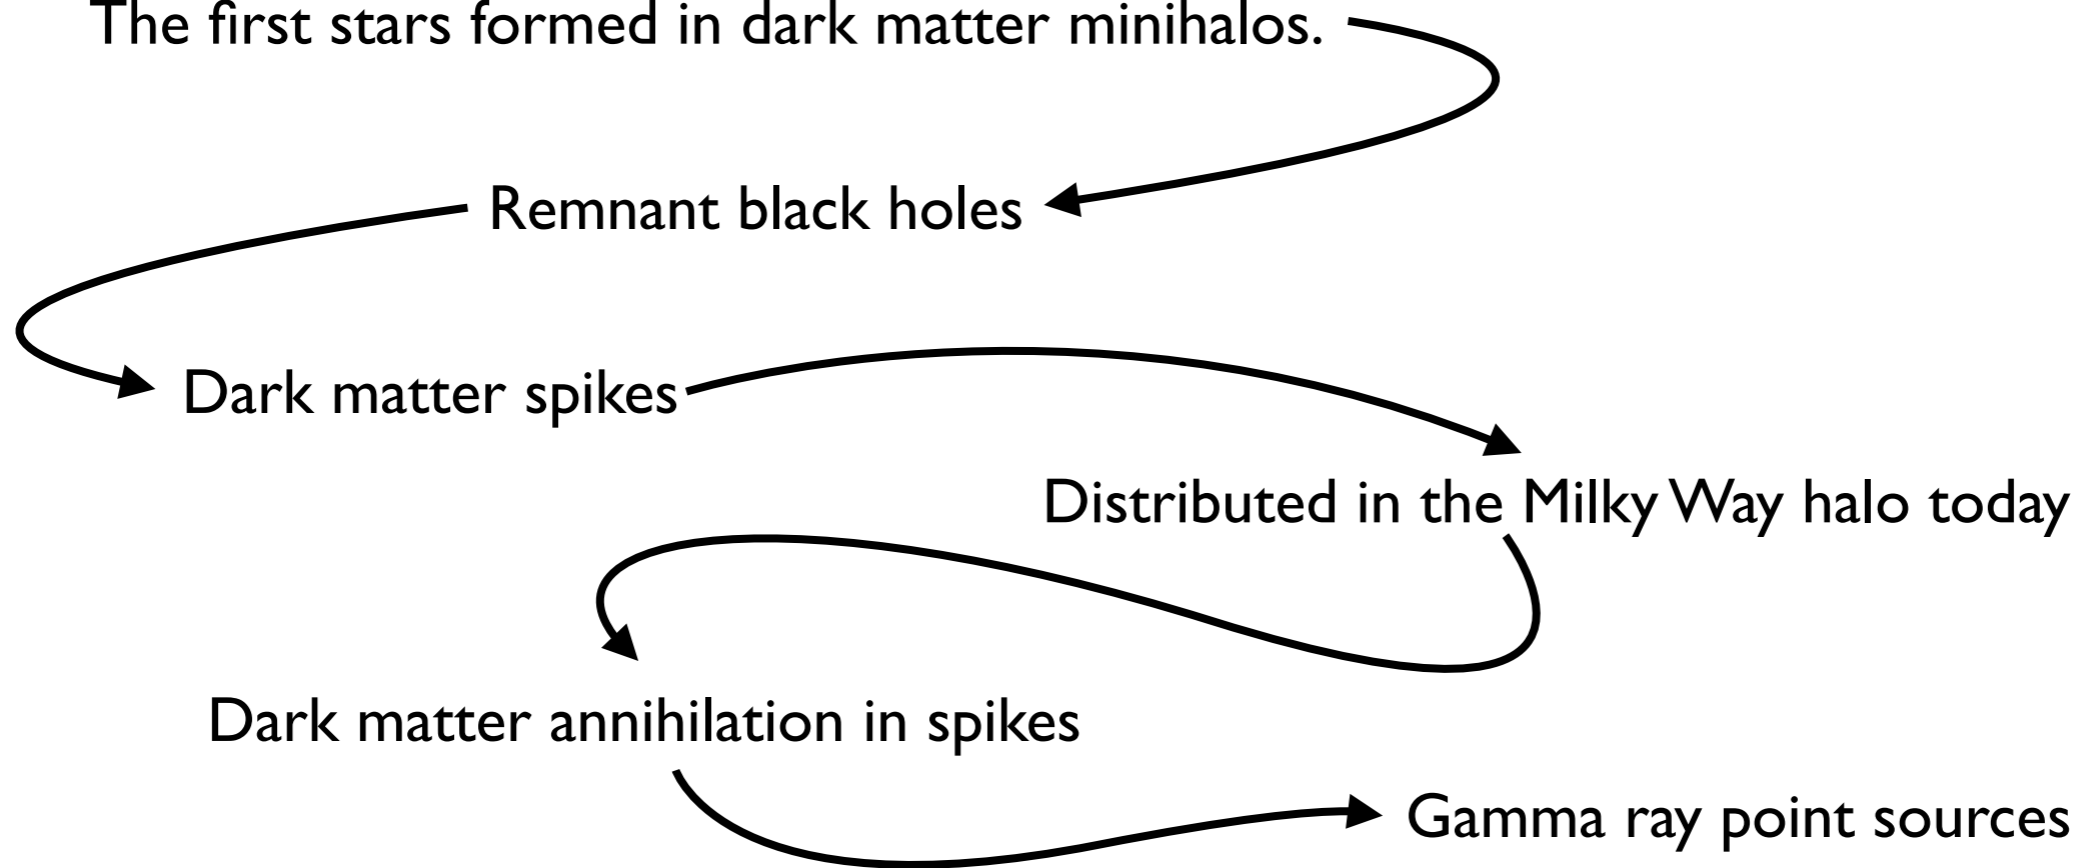 The first stars formed in dark matter minihalos.
Remnant black holes
Dark matter spikes
Distributed in the Milky Way halo today
Dark matter annihilation in spikes
Gamma ray point sources